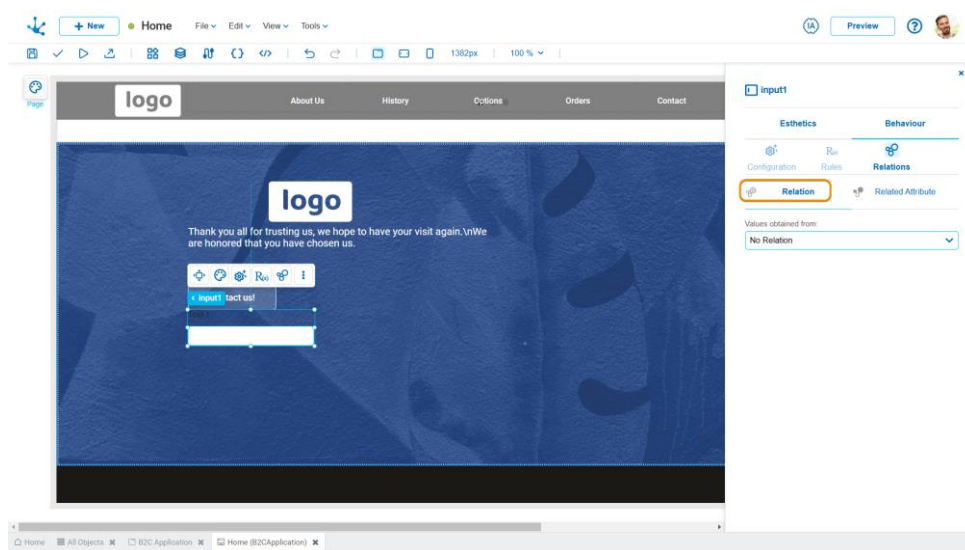 + New
Home
File
Edit
View
Tools
IA
Preview
?
1382px
100 %
Page
logo
About Us
History
Options
Orders
Contact
logo
Thank you all for trusting us, we hope to have your visit again.\nWe
are honored that you have chosen us.
input1
tact us!
input1
Esthetics
Behaviour
Configuration
Rules
Relations
Relation
Related Attribute
Values obtained from:
No Relation
Home
All Objects
B2C Application
Home (B2CApplication)